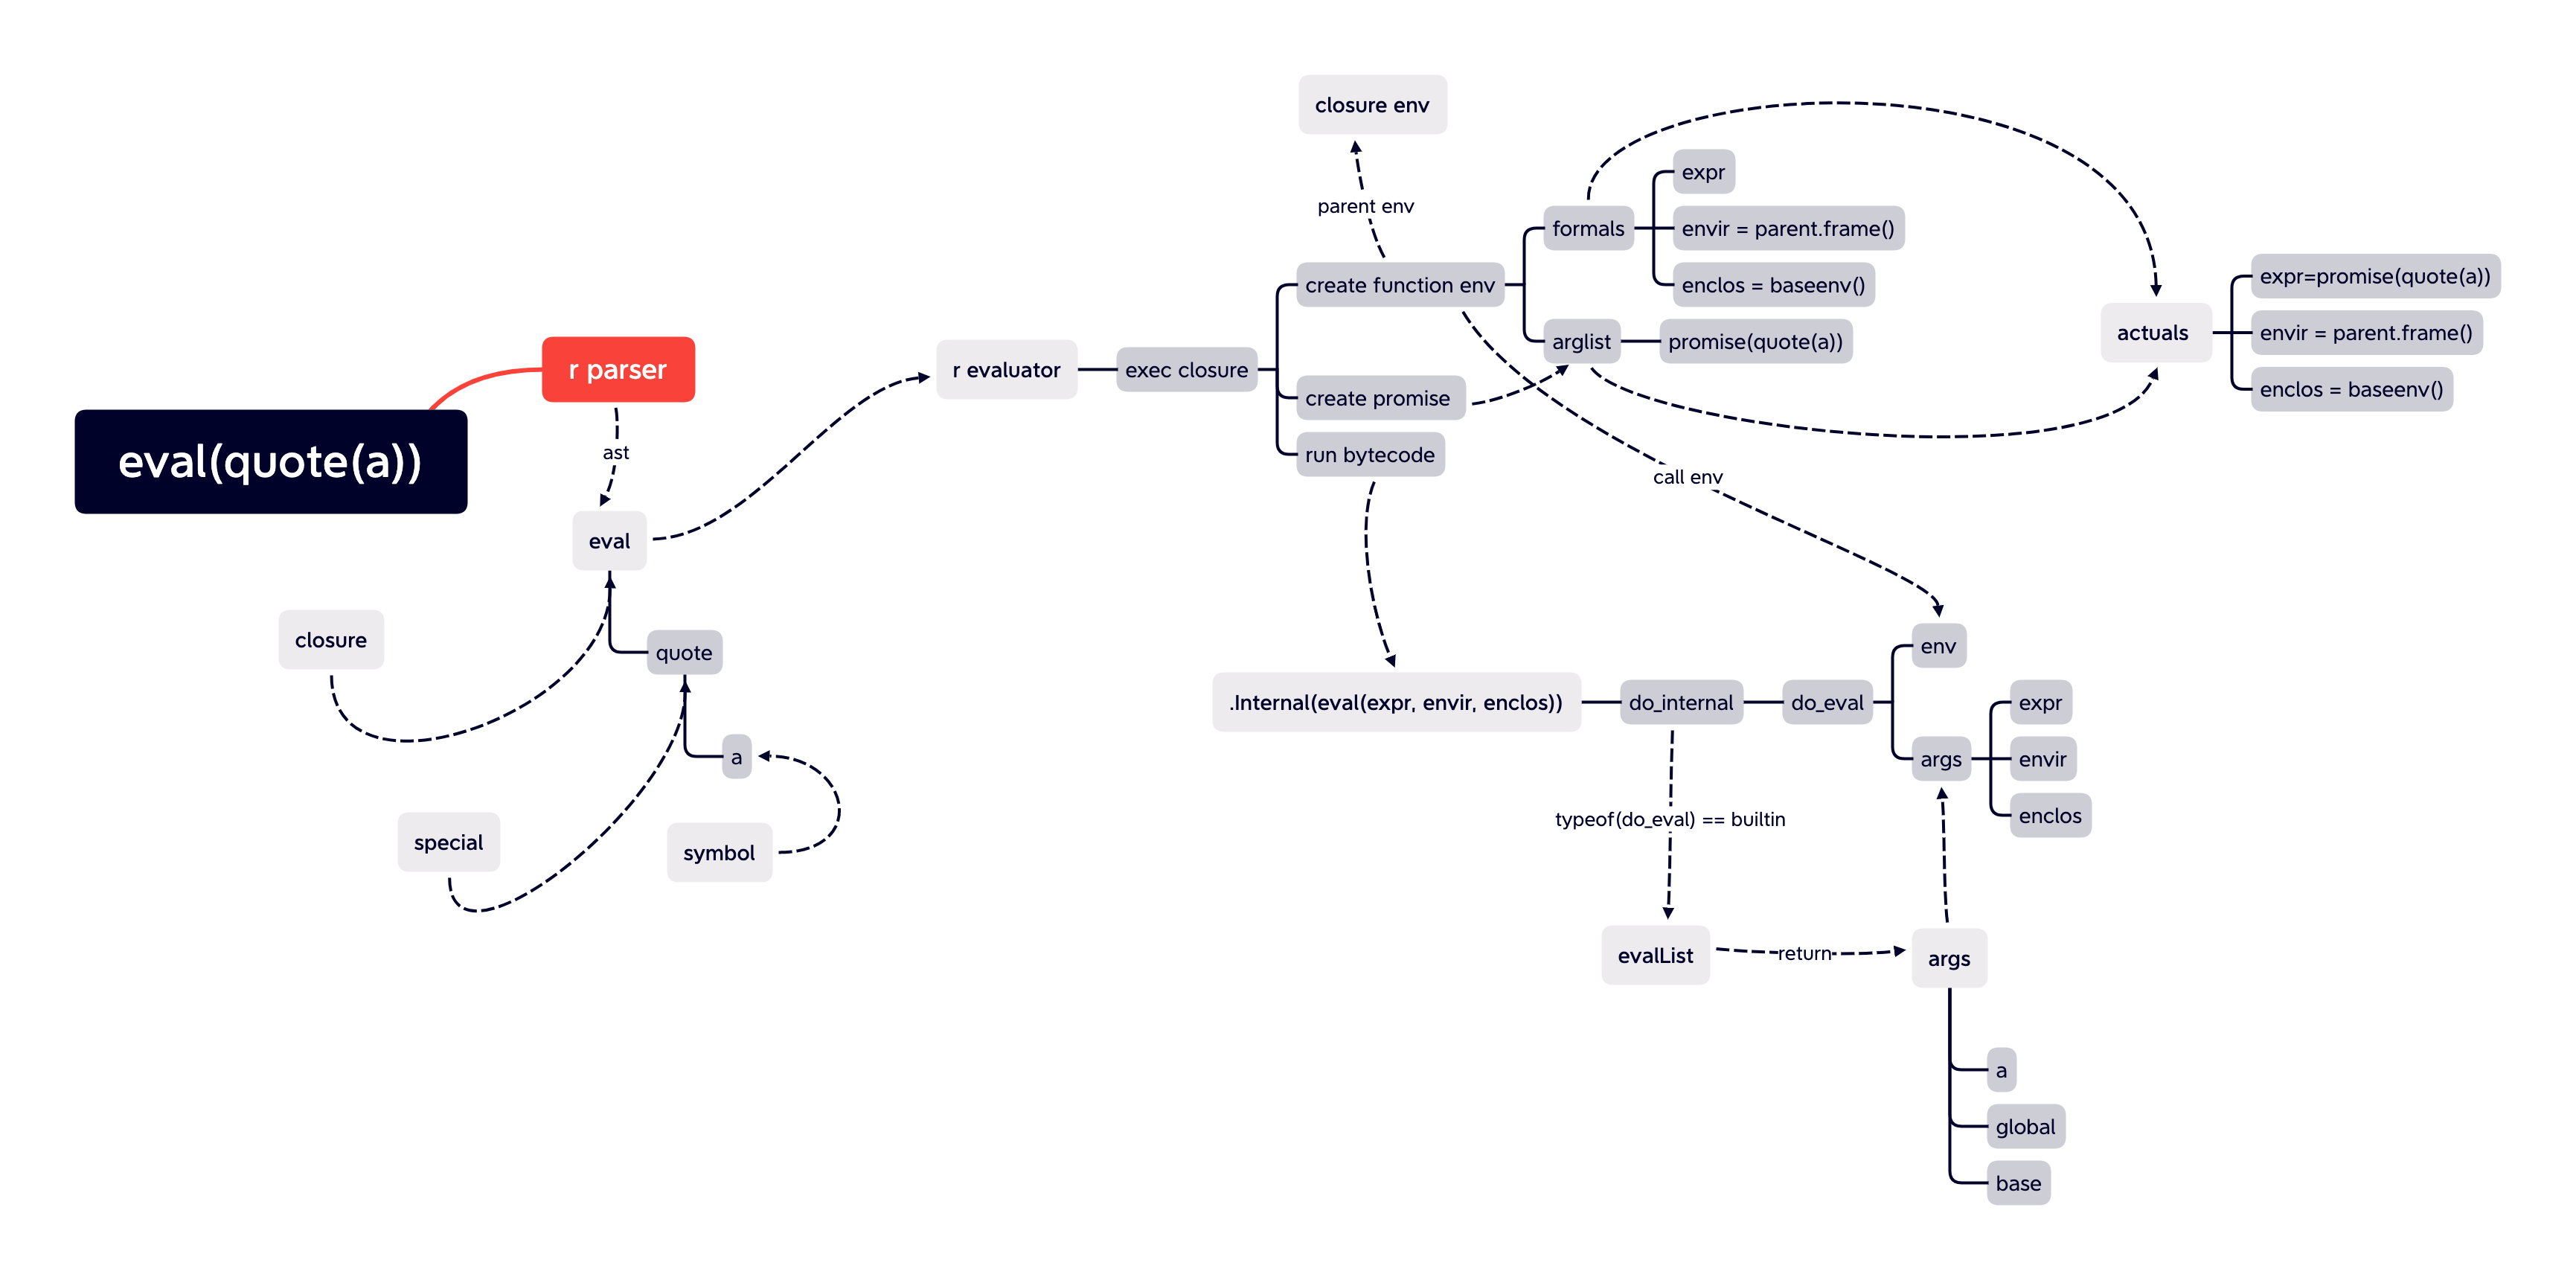 eval(quote(a))
r parser
ast
eval
closure
quote
a
special
symbol
r evaluator
exec closure
closure env
parent env
create function env
formals
expr
envir = parent.frame()
enclos = baseenv()
arglist
promise(quote(a))
create promise
run bytecode
actuals
expr=promise(quote(a))
envir = parent.frame()
enclos = baseenv()
call env
.Internal(eval(expr, envir, enclos))
do_internal
do_eval
env
args
expr
envir
enclos
typeof(do_eval) == builtin
evalList
return
args
a
global
base